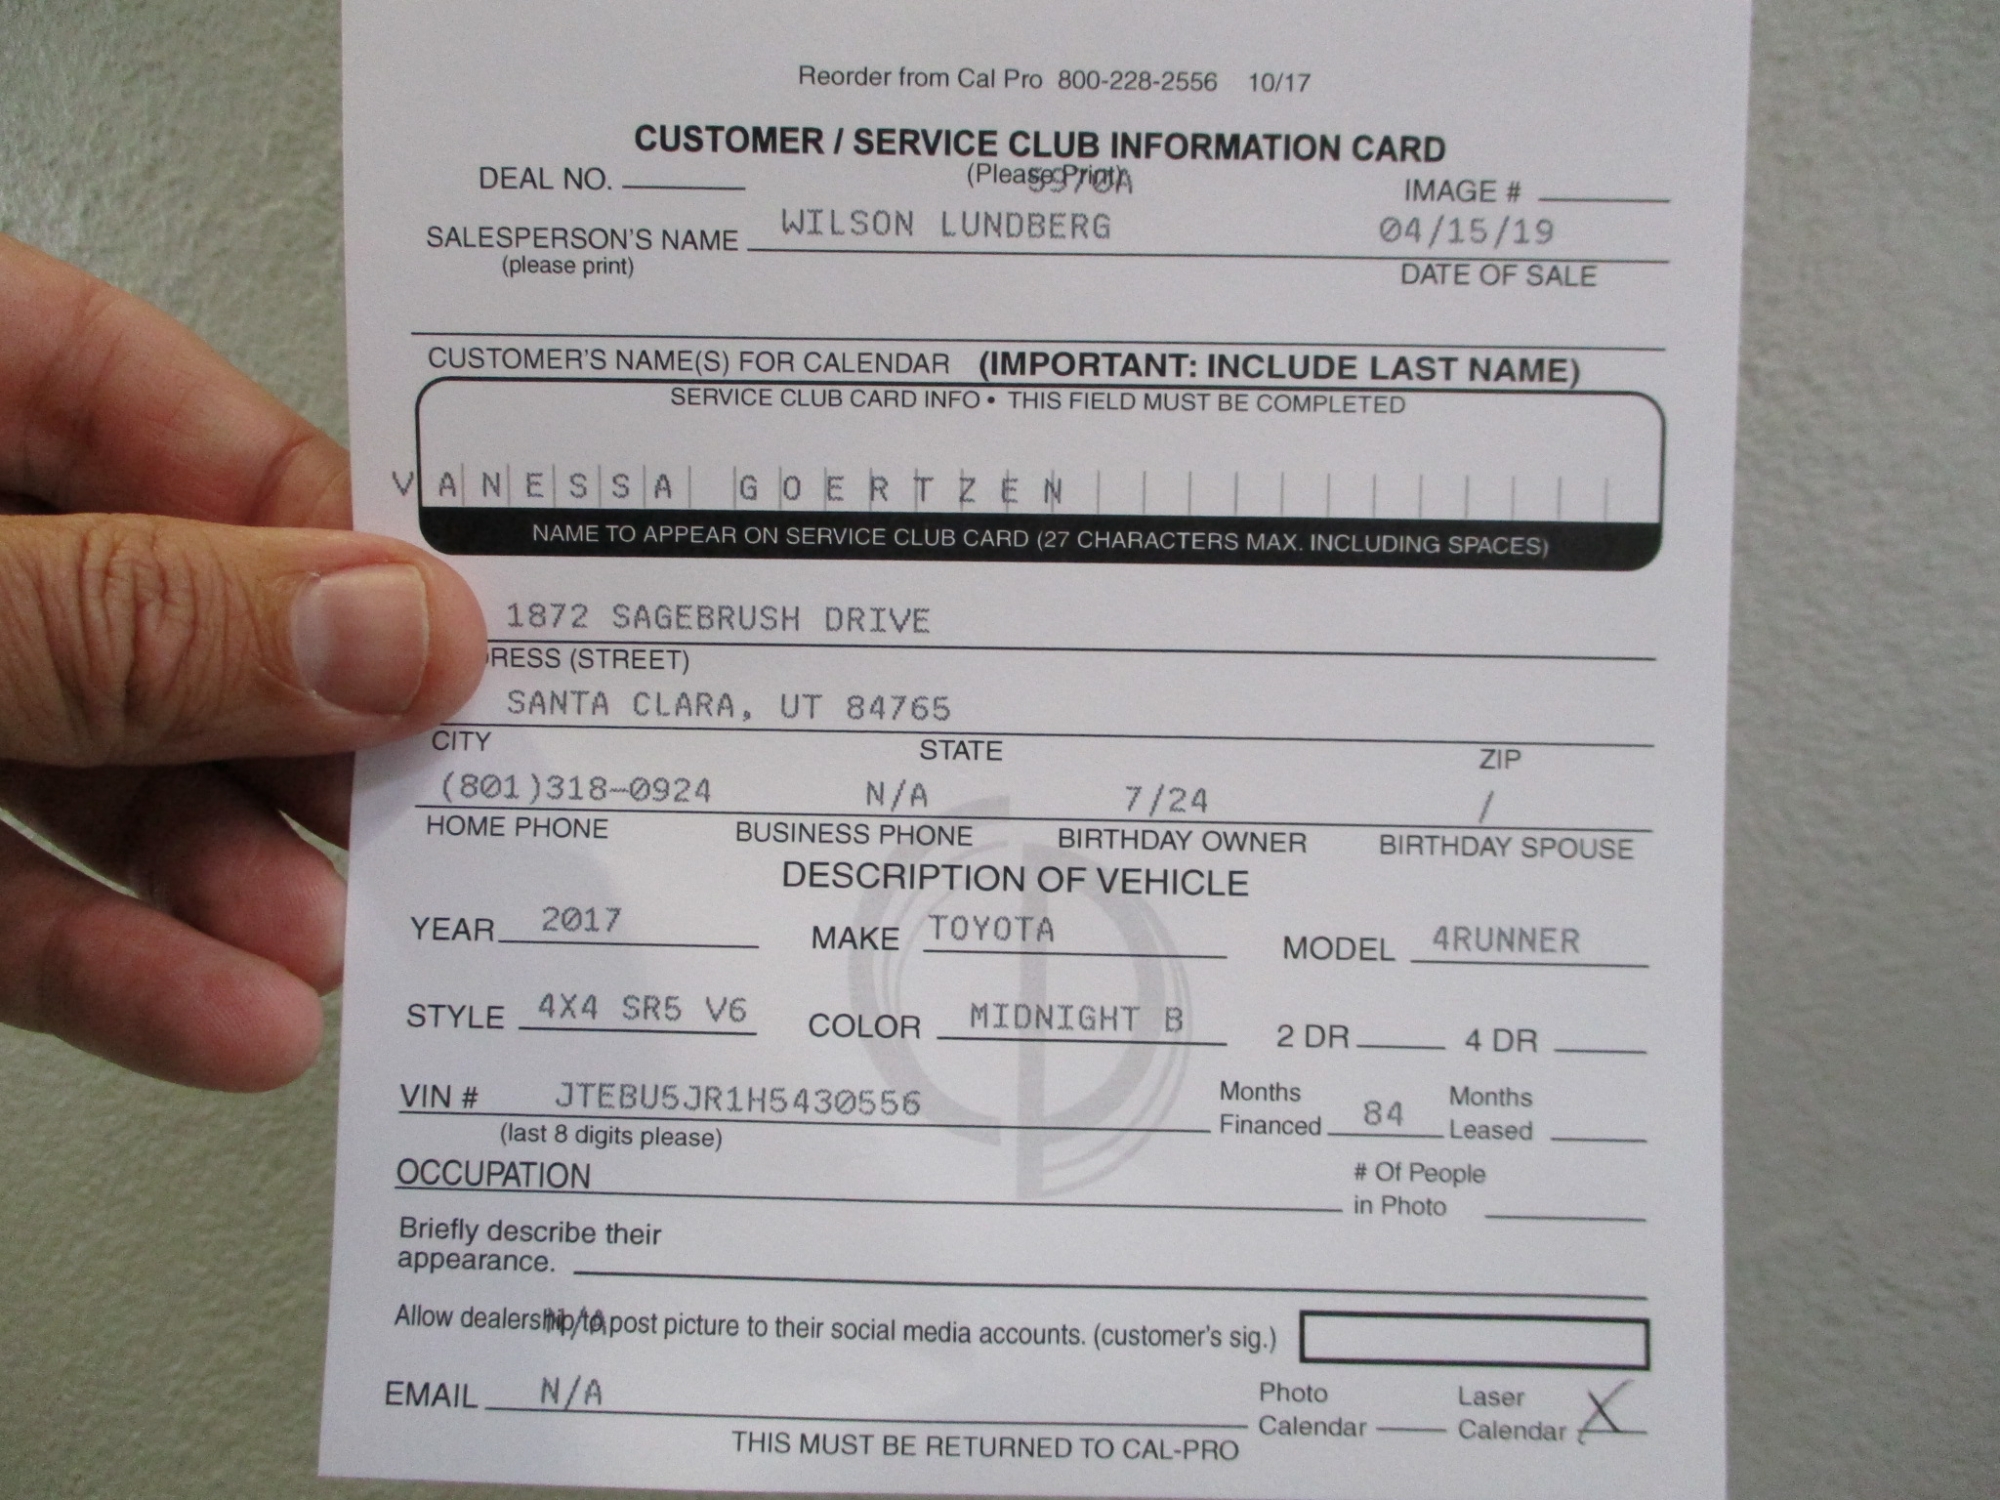 Reorder from Cal Pro 800-228-2556 10/17
CUSTOMER / SERVICE CLUB INFORMATION CARD
(Please Print)
DEAL NO. IMAGE #
SALESPERSON'S NAME WILSON LUNDBERG 04/15/19
(please print) DATE OF SALE
CUSTOMER'S NAME(S) FOR CALENDAR (IMPORTANT: INCLUDE LAST NAME)
SERVICE CLUB CARD INFO • THIS FIELD MUST BE COMPLETED
VANESSA GOERTZEN
NAME TO APPEAR ON SERVICE CLUB CARD (27 CHARACTERS MAX. INCLUDING SPACES)
1872 SAGEBRUSH DRIVE
RESS (STREET)
SANTA CLARA, UT 84765
CITY STATE ZIP
(801)318-0924 N/A 7/24 /
HOME PHONE BUSINESS PHONE BIRTHDAY OWNER BIRTHDAY SPOUSE
DESCRIPTION OF VEHICLE
YEAR 2017 MAKE TOYOTA MODEL 4RUNNER
STYLE 4X4 SR5 V6 COLOR MIDNIGHT B 2 DR 4 DR
VIN # JTEBU5JR1H5430556 Months Financed 84 Months Leased
(last 8 digits please)
OCCUPATION # Of People in Photo
Briefly describe their
appearance.
Allow dealership to post picture to their social media accounts. (customer's sig.)
N/A
EMAIL N/A Photo Calendar Laser Calendar X
THIS MUST BE RETURNED TO CAL-PRO